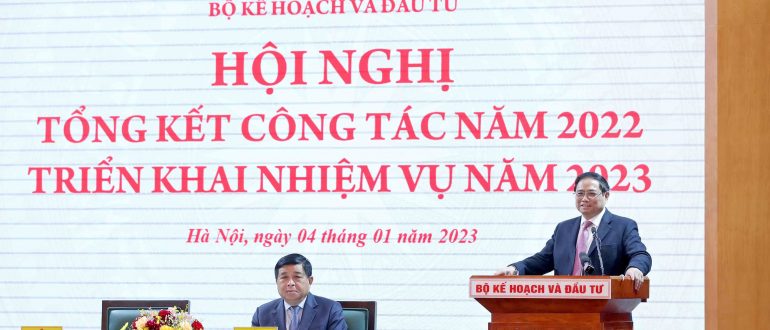 BỘ KẾ HOẠCH VÀ ĐẦU TƯ
HỘI NGHỊ
TỔNG KẾT CÔNG TÁC NĂM 2022
TRIỂN KHAI NHIỆM VỤ NĂM 2023
Hà Nội, ngày 04 tháng 01 năm 2023
BỘ KẾ HOẠCH VÀ ĐẦU TƯ